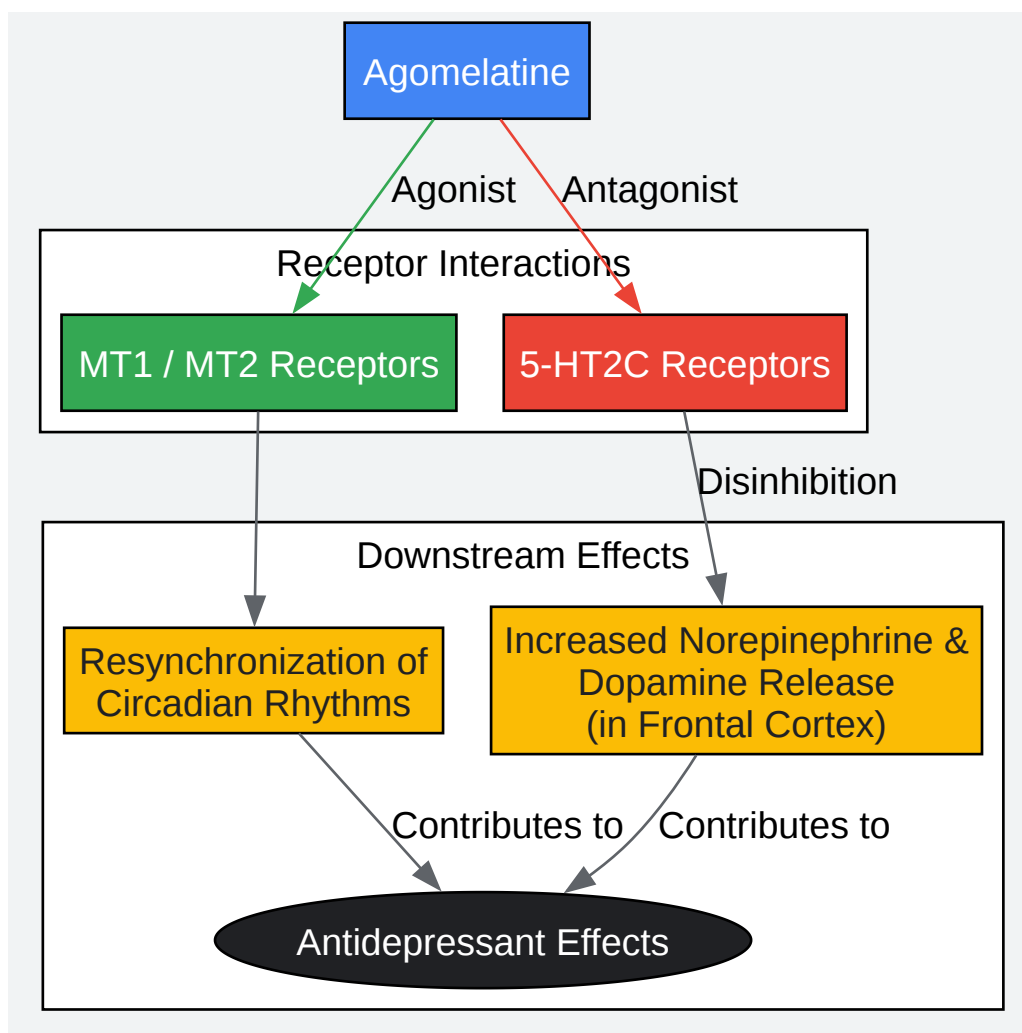 Agomelatine
Agonist
Antagonist
Receptor Interactions
MT1 / MT2 Receptors
5-HT2C Receptors
Disinhibition
Downstream Effects
Resynchronization of
Circadian Rhythms
Increased Norepinephrine &
Dopamine Release
(in Frontal Cortex)
Contributes to
Contributes to
Antidepressant Effects